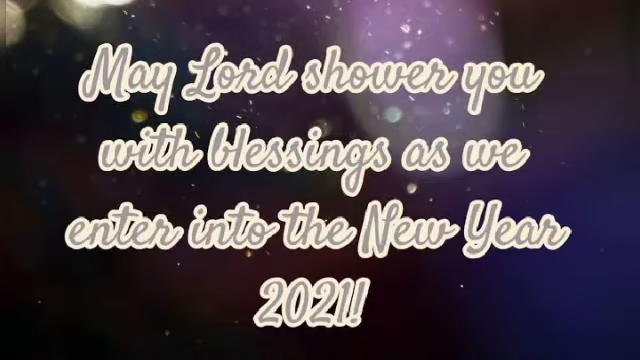 May Lord shower you
with blessings as we
enter into the New Year
2021!